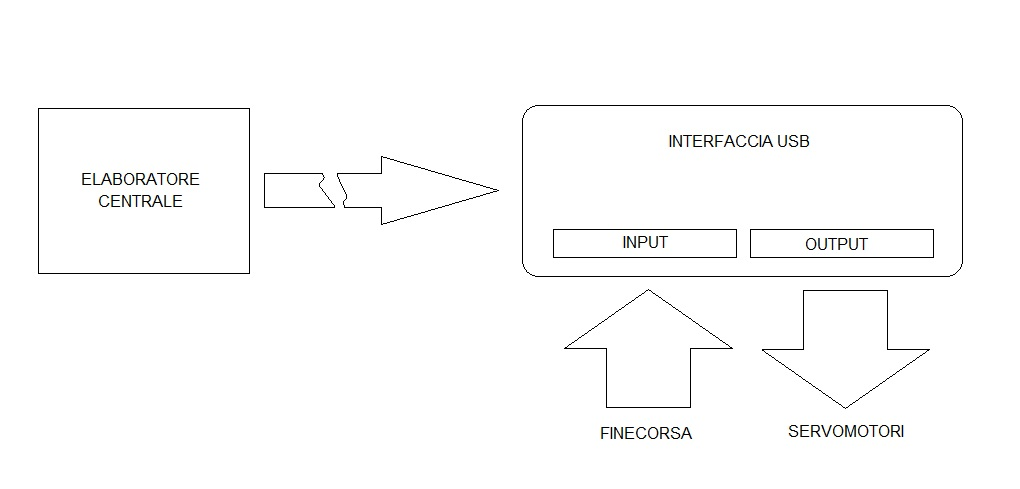 ELABORATORE
CENTRALE
INTERFACCIA USB
INPUT
OUTPUT
FINECORSA
SERVOMOTORI